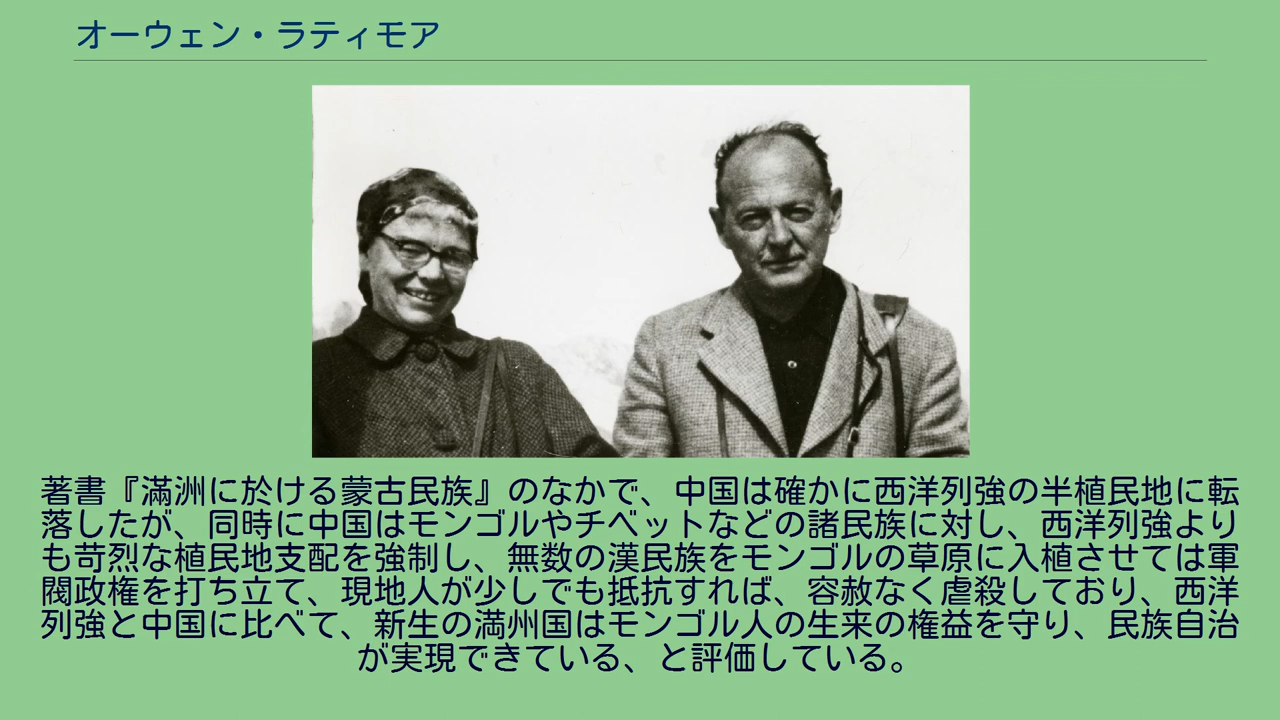 オーウェン・ラティモア
著書『滿洲に於ける蒙古民族』のなかで、中国は確かに西洋列強の半植民地に転
落したが、同時に中国はモンゴルやチベットなどの諸民族に対し、西洋列強より
も苛烈な植民地支配を強制し、無数の漢民族をモンゴルの草原に入植させては軍
閥政権を打ち立て、現地人が少しでも抵抗すれば、容赦なく虐殺しており、西洋
列強と中国に比べて、新生の満州国はモンゴル人の生来の権益を守り、民族自治
が実現できている、と評価している。